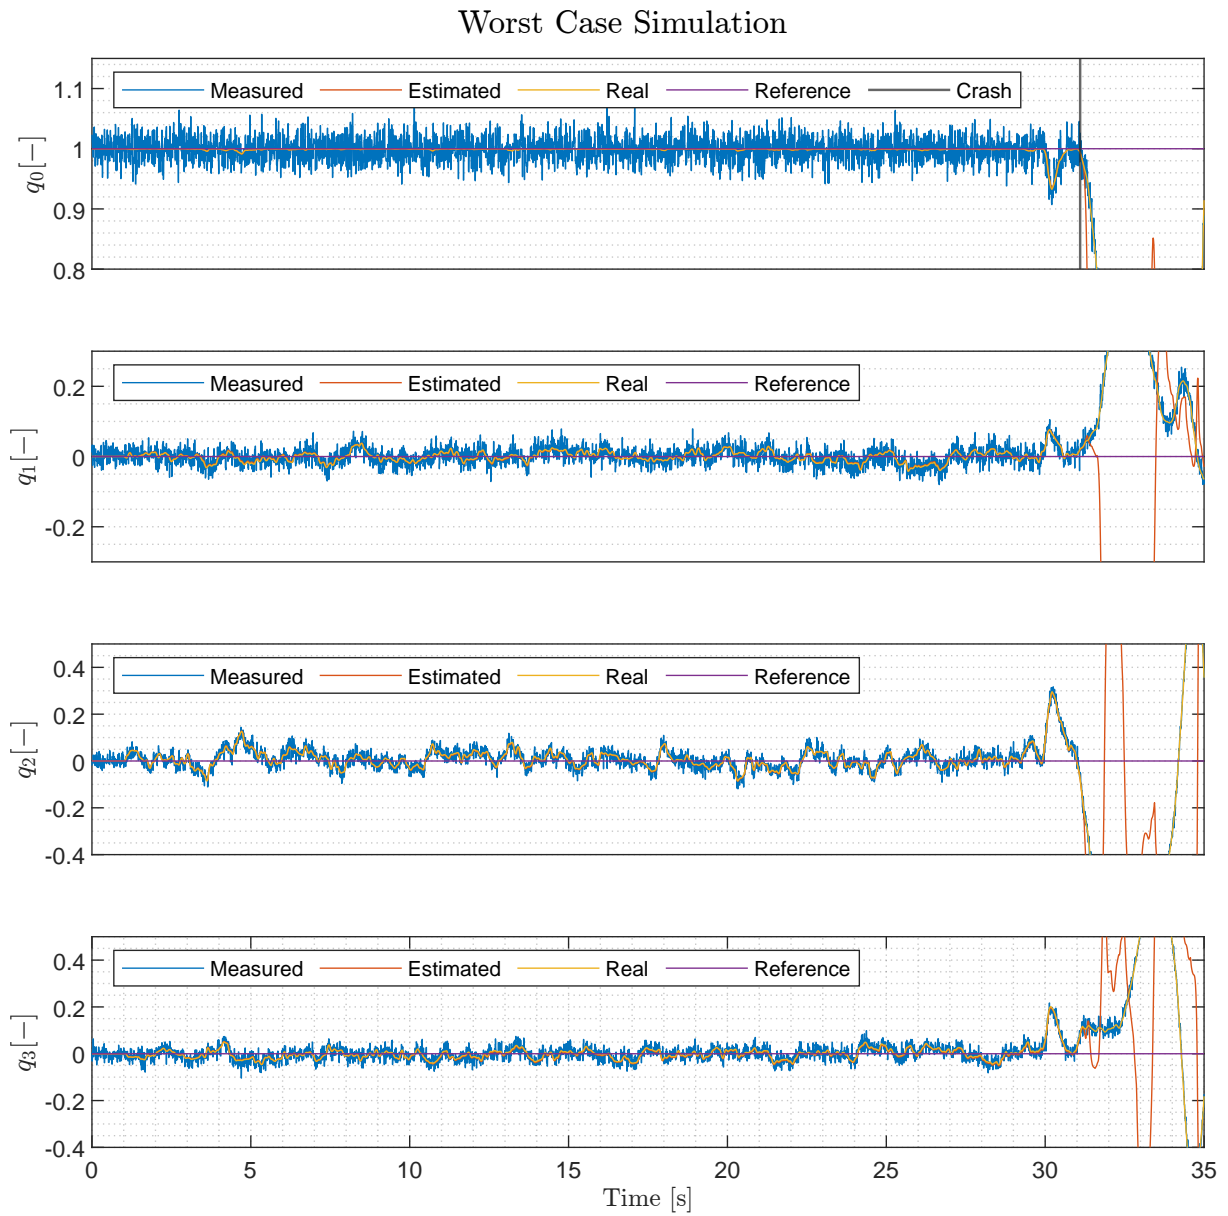 Worst Case Simulation
Measured Estimated Real Reference Crash
1.1
1
0.9
0.8
q0[−]
Measured Estimated Real Reference
0.2
0
-0.2
q1[−]
Measured Estimated Real Reference
0.4
0.2
0
-0.2
-0.4
q2[−]
Measured Estimated Real Reference
0.4
0.2
0
-0.2
-0.4
q3[−]
0 5 10 15 20 25 30 35
Time [s]